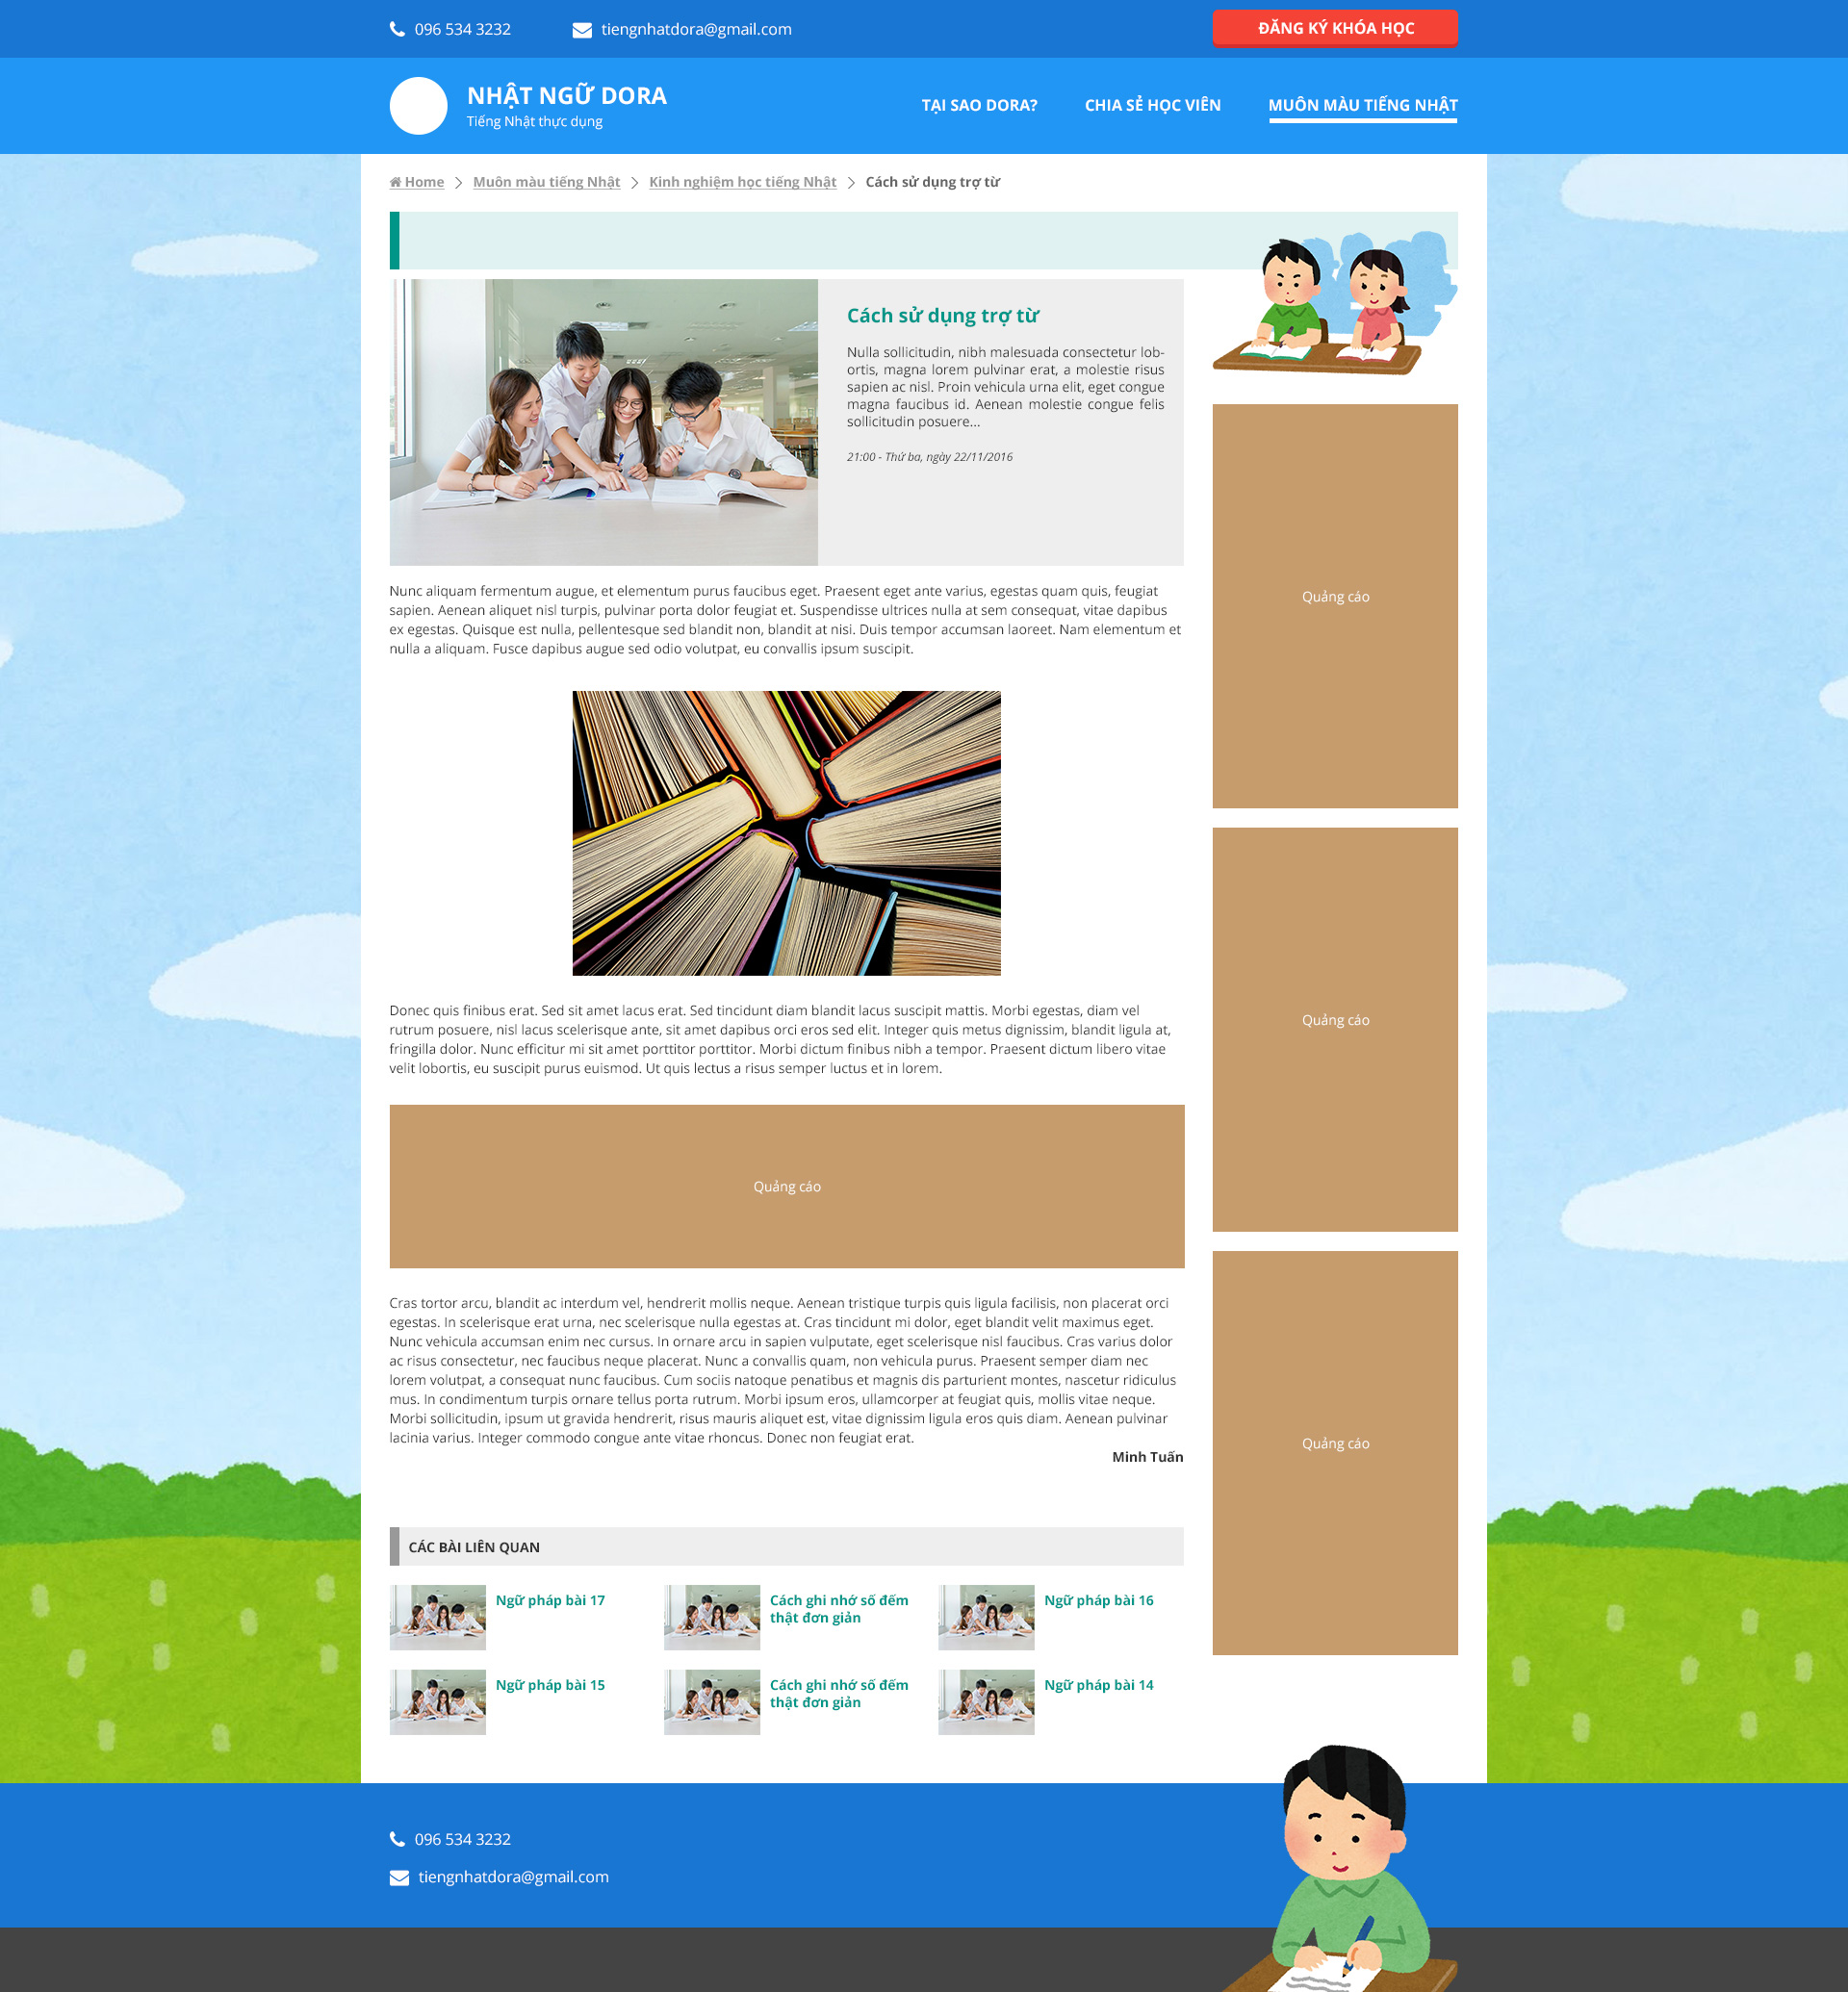 096 534 3232
tiengnhatdora@gmail.com
ĐĂNG KÝ KHÓA HỌC
NHẬT NGỮ DORA
Tiếng Nhật thực dụng
TẠI SAO DORA?
CHIA SẺ HỌC VIÊN
MUÔN MÀU TIẾNG NHẬT
Home > Muôn màu tiếng Nhật > Kinh nghiệm học tiếng Nhật > Cách sử dụng trợ từ
Cách sử dụng trợ từ
Nulla sollicitudin, nibh malesuada consectetur lob-
ortis, magna lorem pulvinar erat, a molestie risus
sapien ac nisl. Proin vehicula urna elit, eget congue
magna faucibus id. Aenean molestie congue felis
sollicitudin posuere...
21:00 - Thứ ba, ngày 22/11/2016
Nunc aliquam fermentum augue, et elementum purus faucibus eget. Praesent eget ante varius, egestas quam quis, feugiat
sapien. Aenean aliquet nisl turpis, pulvinar porta dolor feugiat et. Suspendisse ultrices nulla at sem consequat, vitae dapibus
ex egestas. Quisque est nulla, pellentesque sed blandit non, blandit at nisi. Duis tempor accumsan laoreet. Nam elementum et
nulla a aliquam. Fusce dapibus augue sed odio volutpat, eu convallis ipsum suscipit.
Donec quis finibus erat. Sed sit amet lacus erat. Sed tincidunt diam blandit lacus suscipit mattis. Morbi egestas, diam vel
rutrum posuere, nisl lacus scelerisque ante, sit amet dapibus orci eros sed elit. Integer quis metus dignissim, blandit ligula at,
fringilla dolor. Nunc efficitur mi sit amet porttitor porttitor. Morbi dictum finibus nibh a tempor. Praesent dictum libero vitae
velit lobortis, eu suscipit purus euismod. Ut quis lectus a risus semper luctus et in lorem.
Quảng cáo
Cras tortor arcu, blandit ac interdum vel, hendrerit mollis neque. Aenean tristique turpis quis ligula facilisis, non placerat orci
egestas. In scelerisque erat urna, nec scelerisque nulla egestas at. Cras tincidunt mi dolor, eget blandit velit maximus eget.
Nunc vehicula accumsan enim nec cursus. In ornare arcu in sapien vulputate, eget scelerisque nisl faucibus. Cras varius dolor
ac risus consectetur, nec faucibus neque placerat. Nunc a convallis quam, non vehicula purus. Praesent semper diam nec
lorem volutpat, a consequat nunc faucibus. Cum sociis natoque penatibus et magnis dis parturient montes, nascetur ridiculus
mus. In condimentum turpis ornare tellus porta rutrum. Morbi ipsum eros, ullamcorper at feugiat quis, mollis vitae neque.
Morbi sollicitudin, ipsum ut gravida hendrerit, risus mauris aliquet est, vitae dignissim ligula eros quis diam. Aenean pulvinar
lacinia varius. Integer commodo congue ante vitae rhoncus. Donec non feugiat erat.
Minh Tuấn
CÁC BÀI LIÊN QUAN
Ngữ pháp bài 17
Cách ghi nhớ số đếm
thật đơn giản
Ngữ pháp bài 16
Ngữ pháp bài 15
Cách ghi nhớ số đếm
thật đơn giản
Ngữ pháp bài 14
Quảng cáo
Quảng cáo
Quảng cáo
096 534 3232
tiengnhatdora@gmail.com